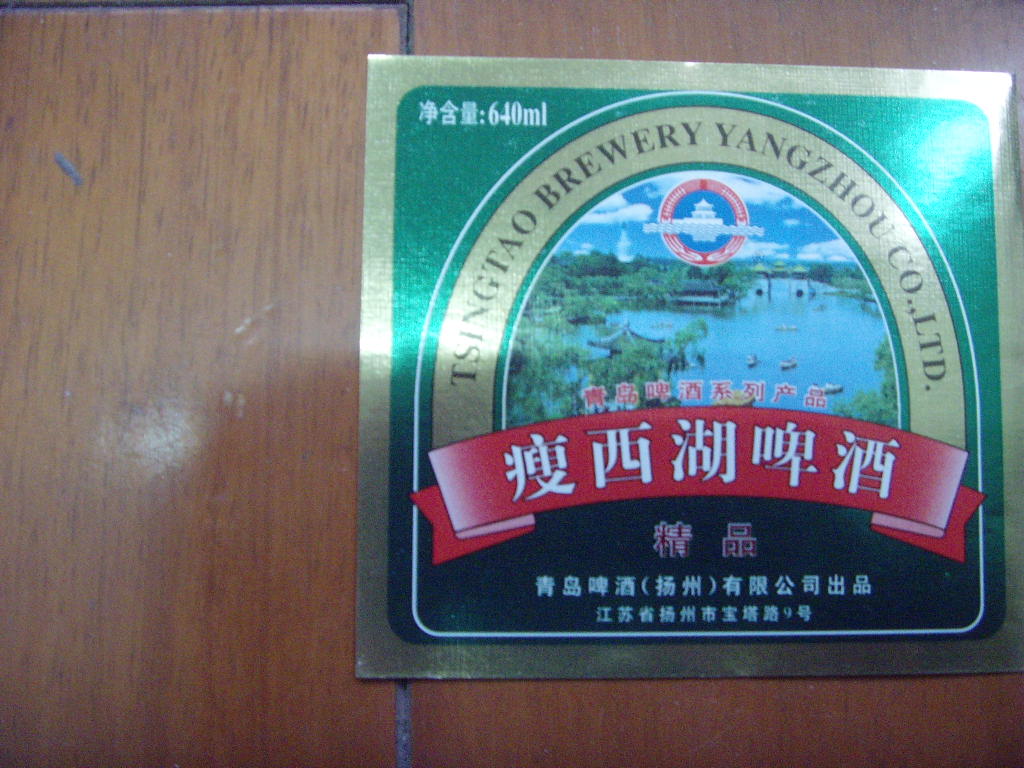 净含量:640ml
TSINGTAO BREWERY YANGZHOU CO.,LTD.
青岛啤酒系列产品
瘦西湖啤酒
精品
青岛啤酒(扬州)有限公司出品
江苏省扬州市宝塔路9号